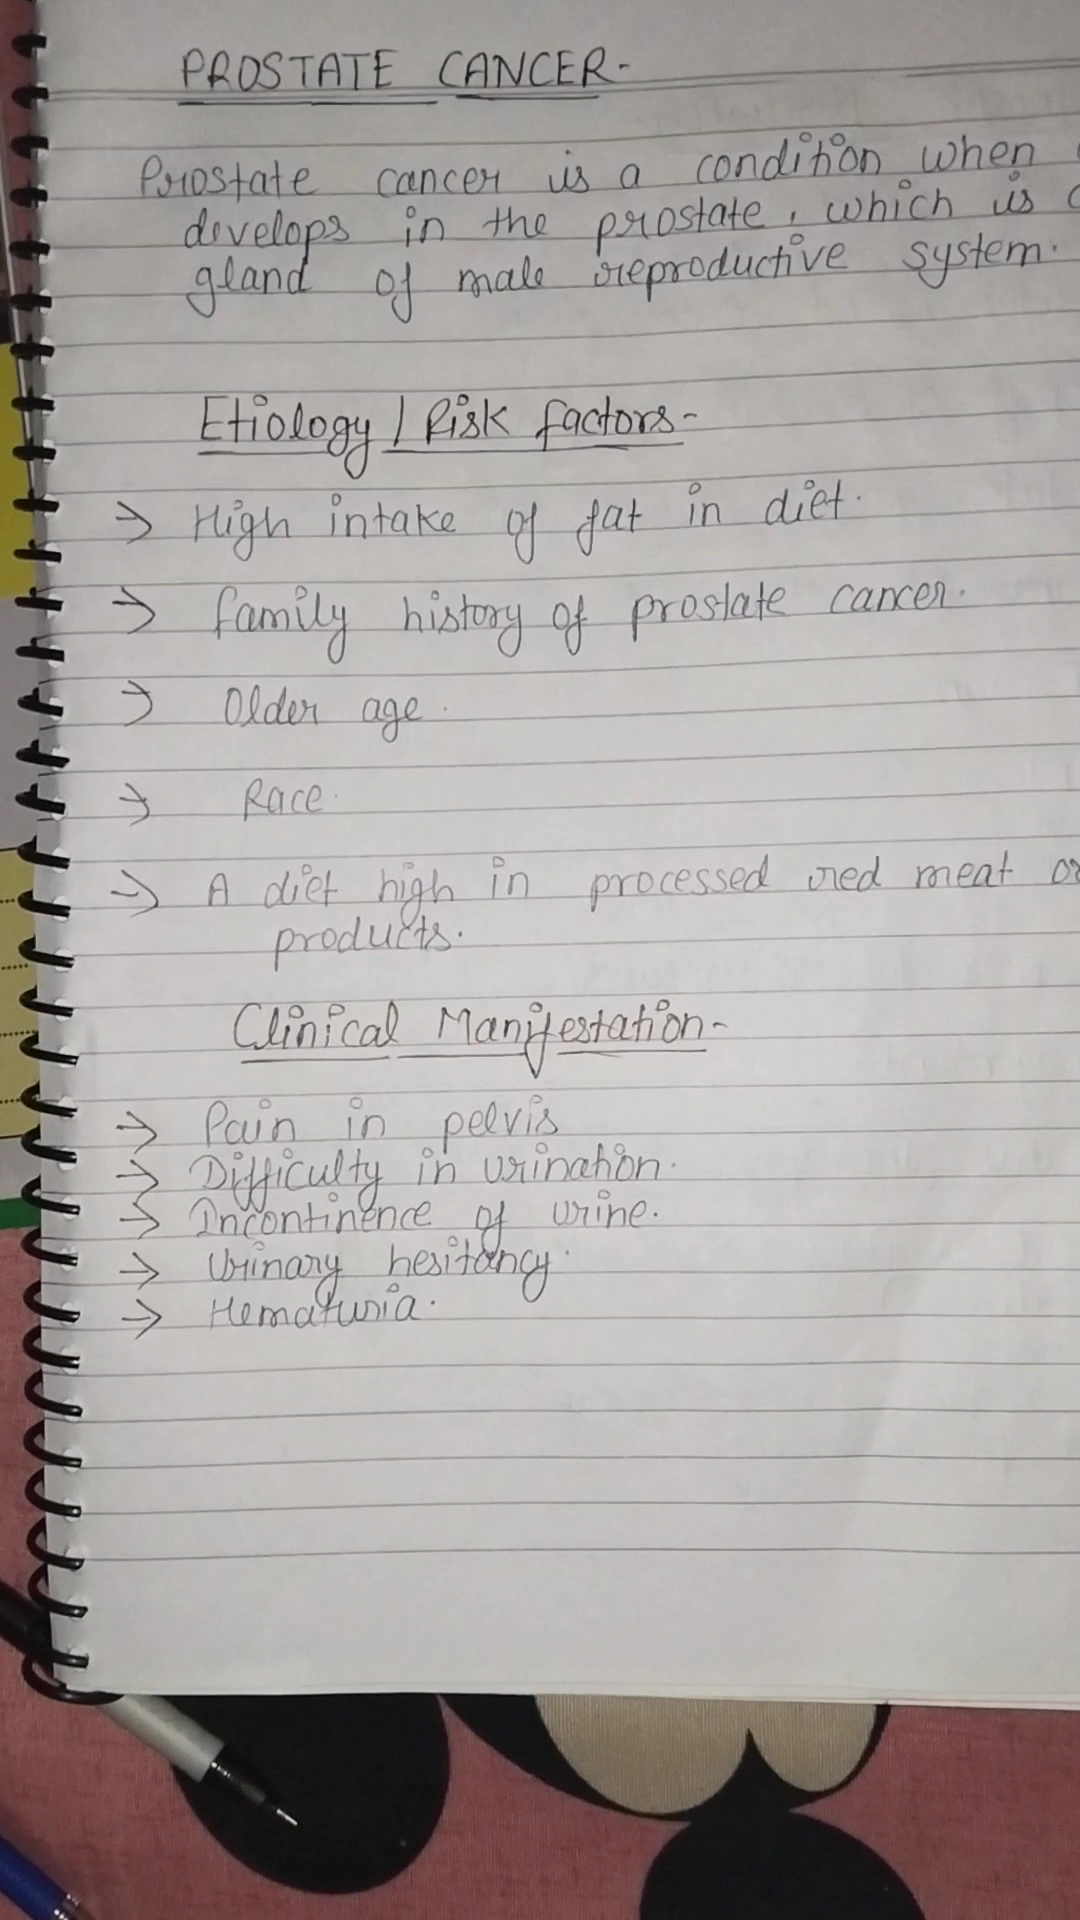 PROSTATE CANCER-
Prostate cancer is a condition when
develops in the prostate, which is
gland of male reproductive system.
Etiology / Risk factors-
→ High intake of fat in diet.
→ family history of prostate cancer.
→ Older age.
→ Race.
→ A diet high in processed red meat or
products.
Clinical Manifestation-
→ Pain in pelvis
→ Difficulty in urination.
→ Incontinence of urine.
→ Urinary hesitancy.
→ Hematuria.